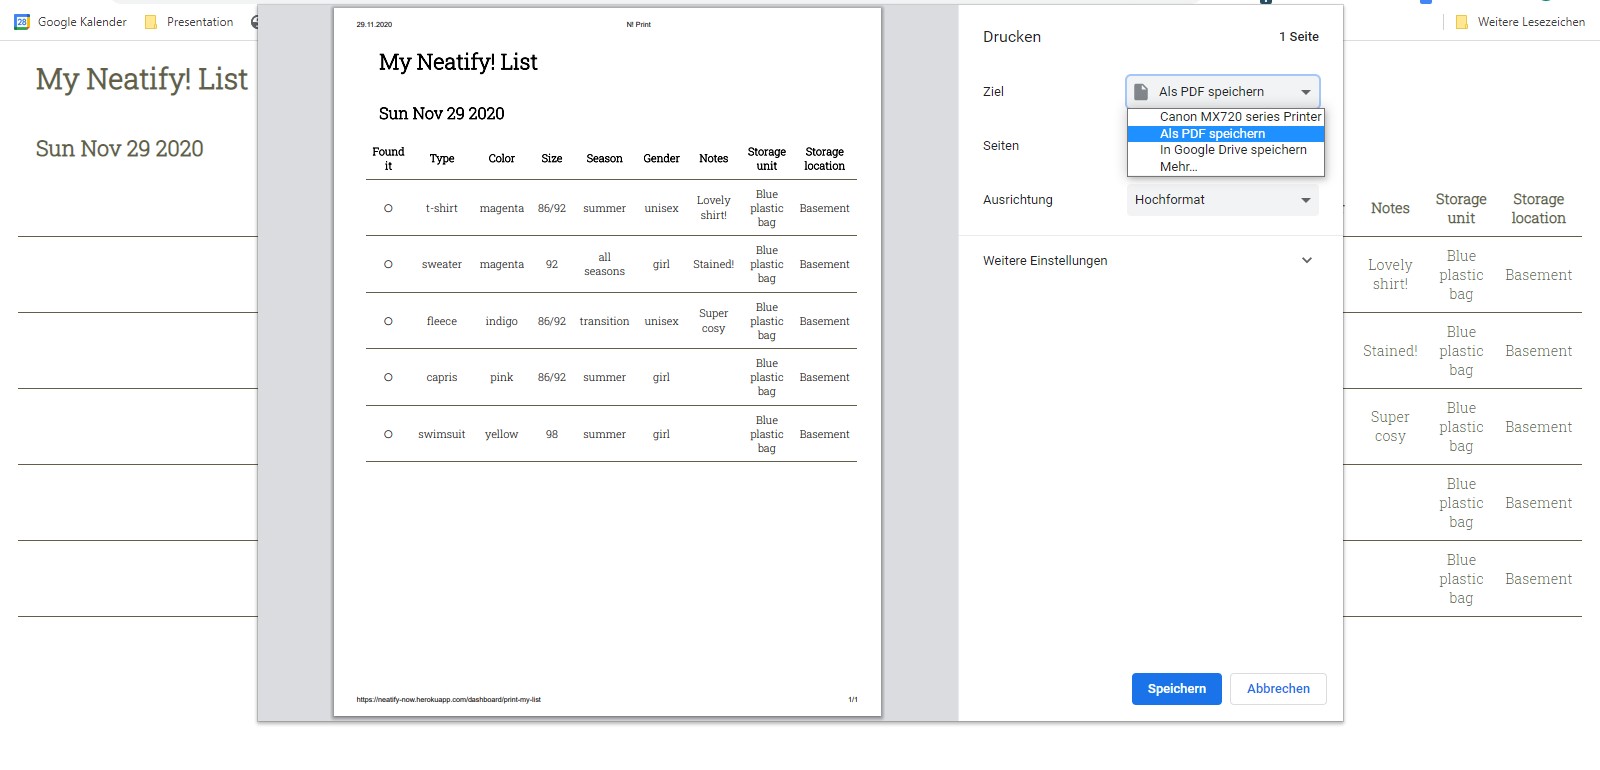 Google Kalender
Presentation
Weitere Lesezeichen
My Neatify! List
Sun Nov 29 2020
29.11.2020
N! Print
My Neatify! List
Sun Nov 29 2020
Found it Type Color Size Season Gender Notes Storage unit Storage location
t-shirt magenta 86/92 summer unisex Lovely shirt! Blue plastic bag Basement
sweater magenta 92 all seasons girl Stained! Blue plastic bag Basement
fleece indigo 86/92 transition unisex Super cosy Blue plastic bag Basement
capris pink 86/92 summer girl Blue plastic bag Basement
swimsuit yellow 98 summer girl Blue plastic bag Basement
https://neatify-now.herokuapp.com/dashboard/print-my-list
1/1
Drucken
1 Seite
Ziel
Als PDF speichern
Canon MX720 series Printer
Als PDF speichern
In Google Drive speichern
Mehr...
Seiten
Ausrichtung
Hochformat
Weitere Einstellungen
Speichern
Abbrechen
Notes Storage unit Storage location
Lovely shirt! Blue plastic bag Basement
Stained! Blue plastic bag Basement
Super cosy Blue plastic bag Basement
Blue plastic bag Basement
Blue plastic bag Basement